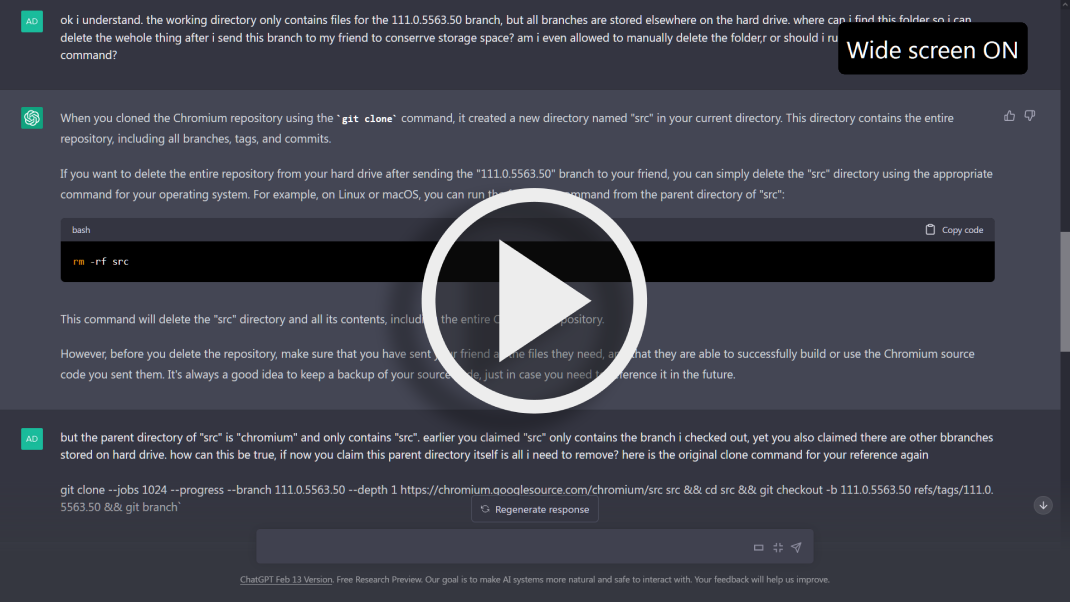 AD
ok i understand. the working directory only contains files for the 111.0.5563.50 branch, but all branches are stored elsewhere on the hard drive. where can i find this folder so i can
delete the wehole thing after i send this branch to my friend to conserrve storage space? am i even allowed to manually delete the folder,r or should i ru
command?
Wide screen ON
When you cloned the Chromium repository using the `git clone` command, it created a new directory named "src" in your current directory. This directory contains the entire
repository, including all branches, tags, and commits.
If you want to delete the entire repository from your hard drive after sending the "111.0.5563.50" branch to your friend, you can simply delete the "src" directory using the appropriate
command for your operating system. For example, on Linux or macOS, you can run the command from the parent directory of "src":
bash
Copy code
rm -rf src
This command will delete the "src" directory and all its contents, including the entire repository.
However, before you delete the repository, make sure that you have sent your friend all the files they need, and that they are able to successfully build or use the Chromium source
code you sent them. It's always a good idea to keep a backup of your source code, just in case you need to reference it in the future.
AD
but the parent directory of "src" is "chromium" and only contains "src". earlier you claimed "src" only contains the branch i checked out, yet you also claimed there are other bbranches
stored on hard drive. how can this be true, if now you claim this parent directory itself is all i need to remove? here is the original clone command for your reference again
git clone --jobs 1024 --progress --branch 111.0.5563.50 --depth 1 https://chromium.googlesource.com/chromium/src src && cd src && git checkout -b 111.0.5563.50 refs/tags/111.0.
5563.50 && git branch`
Regenerate response
ChatGPT Feb 13 Version. Free Research Preview. Our goal is to make AI systems more natural and safe to interact with. Your feedback will help us improve.